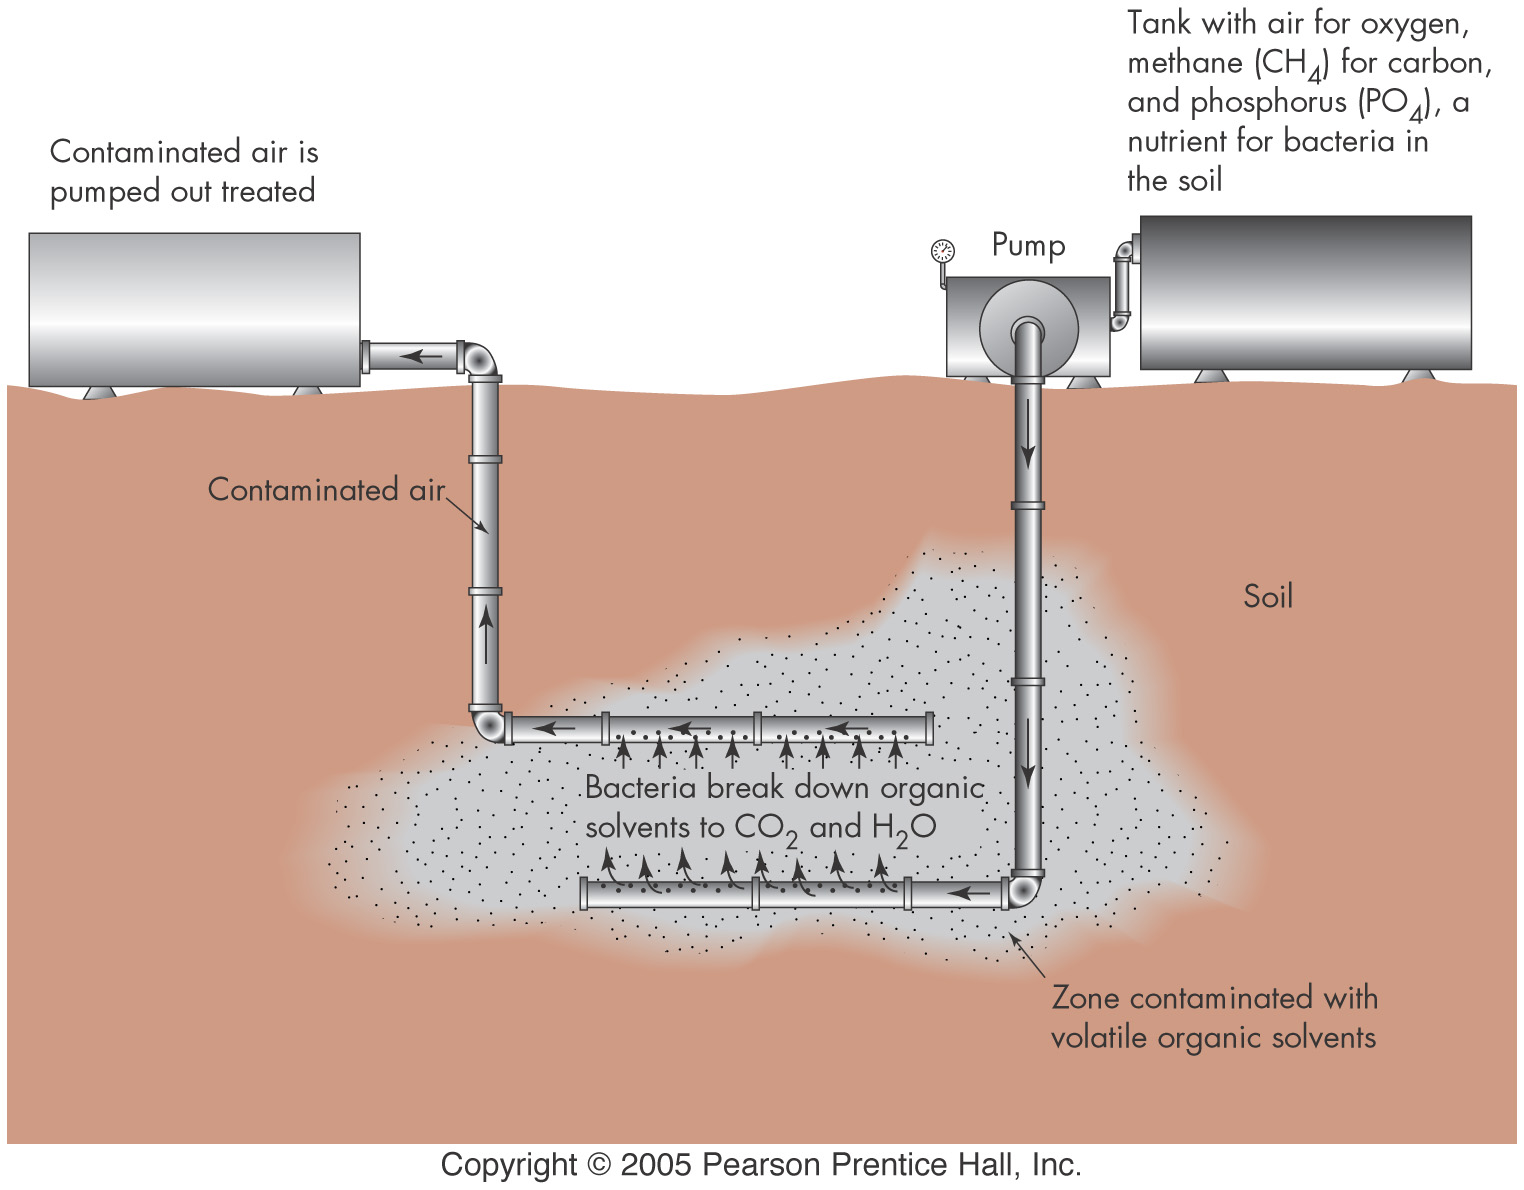 Tank with air for oxygen,
methane (CH4) for carbon,
and phosphorus (PO4), a
nutrient for bacteria in
the soil
Contaminated air is
pumped out treated
Pump
Contaminated air
Soil
Bacteria break down organic
solvents to CO2 and H2O
Zone contaminated with
volatile organic solvents
Copyright © 2005 Pearson Prentice Hall, Inc.